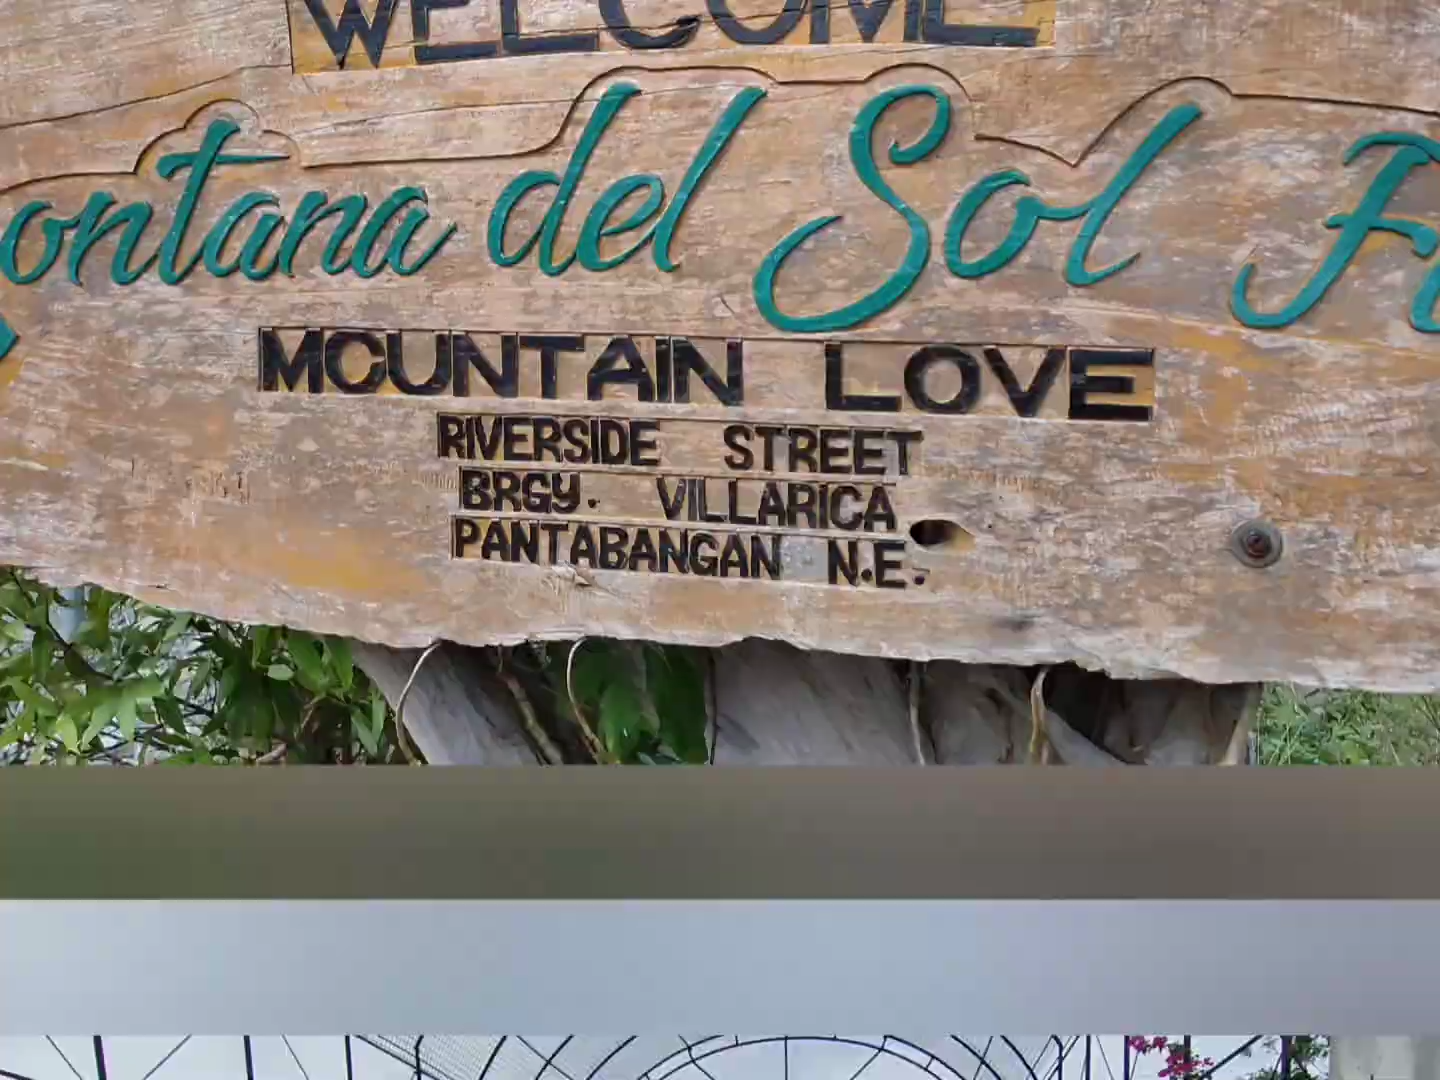 WELCOME
ontana del Sol
MOUNTAIN LOVE
RIVERSIDE STREET
BRGY. VILLARICA
PANTABANGAN N.E.